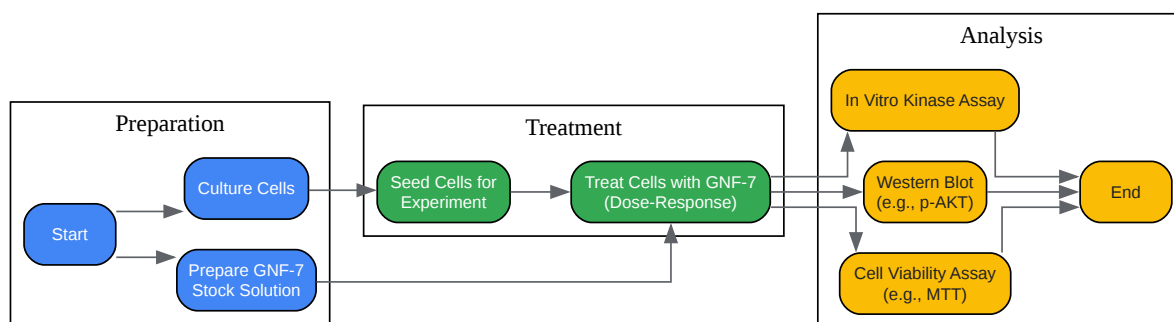 Preparation
Start
Culture Cells
Prepare GNF-7
Stock Solution
Treatment
Seed Cells for
Experiment
Treat Cells with GNF-7
(Dose-Response)
Analysis
In Vitro Kinase Assay
Western Blot
(e.g., p-AKT)
Cell Viability Assay
(e.g., MTT)
End